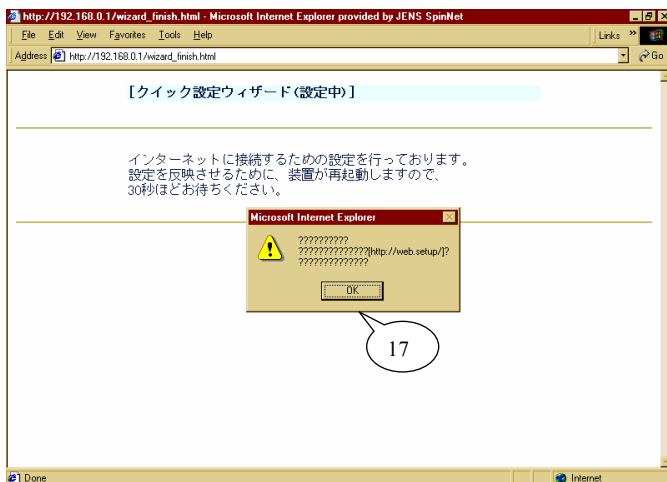 http://192.168.0.1/wizard_finish.html - Microsoft Internet Explorer provided by JENS SpinNet
File Edit View Favorites Tools Help Links »
Address http://192.168.0.1/wizard_finish.html Go
[クイック設定ウィザード(設定中)]
インターネットに接続するための設定を行っております。
設定を反映させるために、装置が再起動しますので、
30秒ほどお待ちください。
Microsoft Internet Explorer
??????????
??????????????[http://web.setup/]?
??????????????
OK
17
Done Internet